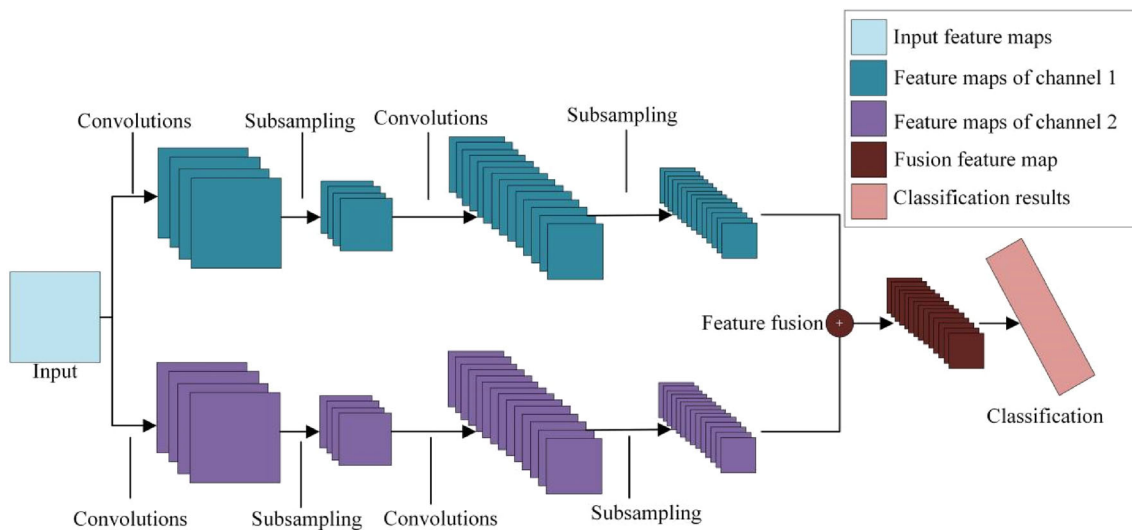 Input feature maps
Feature maps of channel 1
Feature maps of channel 2
Fusion feature map
Classification results
Convolutions
Subsampling
Convolutions
Subsampling
Input
Feature fusion
+
Classification
Convolutions
Subsampling
Convolutions
Subsampling